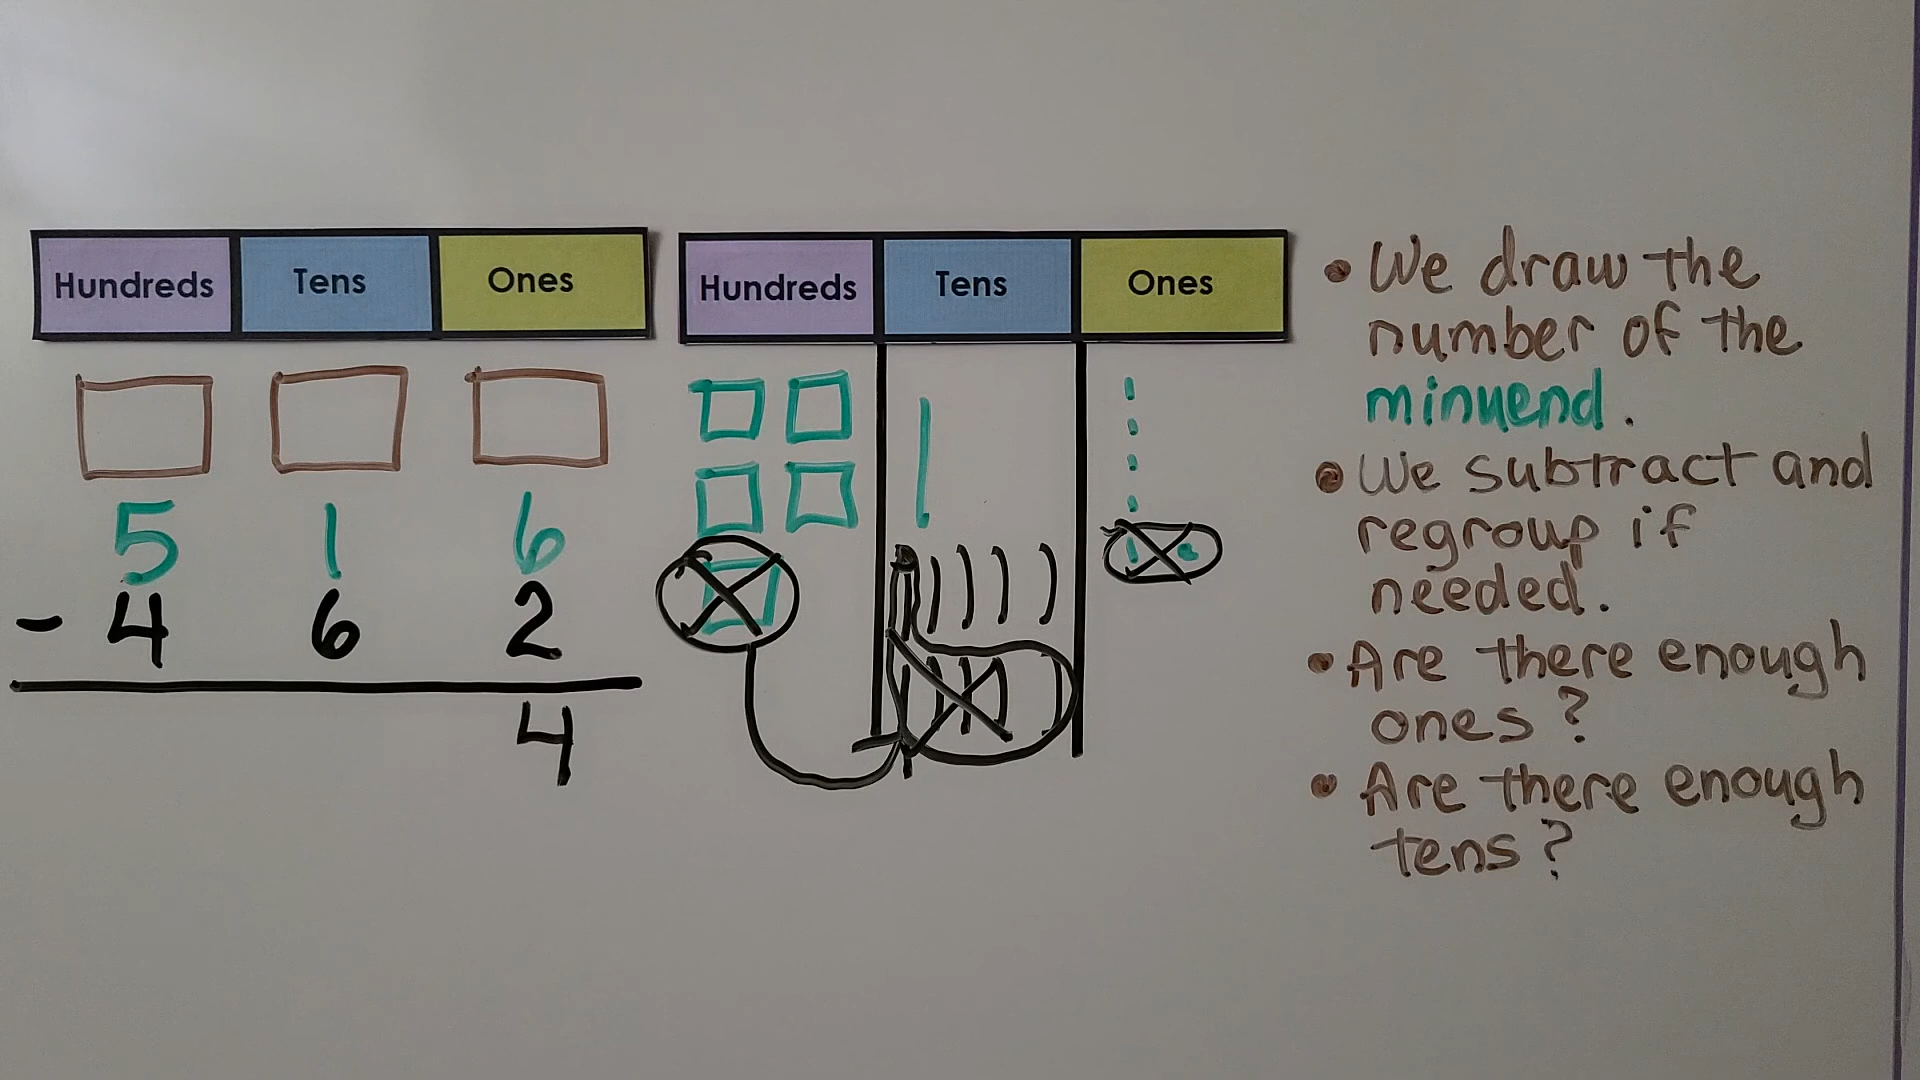 Hundreds Tens Ones
5 1 6
- 4 6 2
4
Hundreds Tens Ones
• We draw the
number of the
minuend.
• We subtract and
regroup if
needed.
• Are there enough
ones?
• Are there enough
tens?